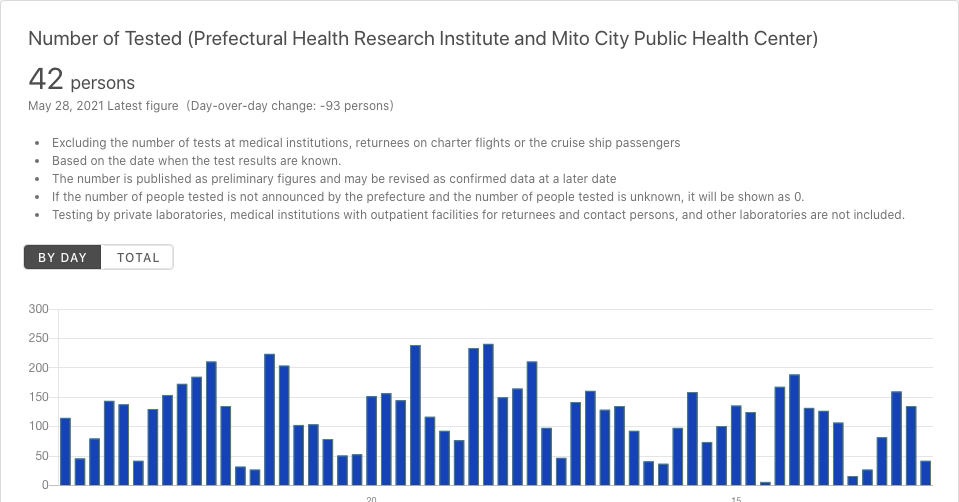 Number of Tested (Prefectural Health Research Institute and Mito City Public Health Center)
42 persons
May 28, 2021 Latest figure (Day-over-day change: -93 persons)
• Excluding the number of tests at medical institutions, returnees on charter flights or the cruise ship passengers
• Based on the date when the test results are known.
• The number is published as preliminary figures and may be revised as confirmed data at a later date
• If the number of people tested is not announced by the prefecture and the number of people tested is unknown, it will be shown as 0.
• Testing by private laboratories, medical institutions with outpatient facilities for returnees and contact persons, and other laboratories are not included.
BY DAY TOTAL
300
250
200
150
100
50
0
20 15